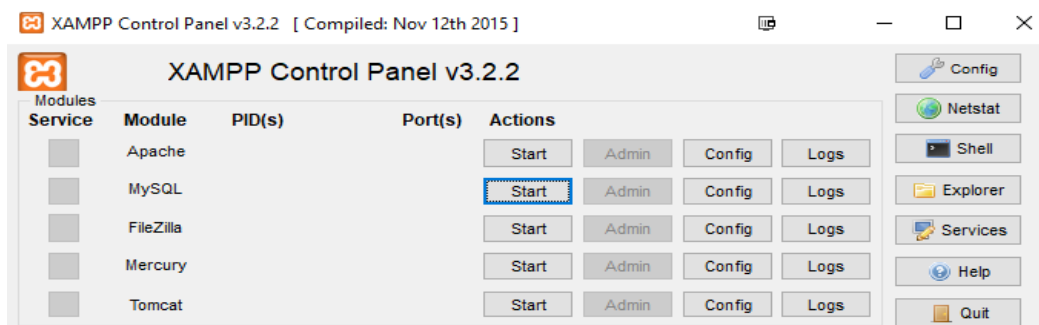 XAMPP Control Panel v3.2.2 [ Compiled: Nov 12th 2015 ]
XAMPP Control Panel v3.2.2
Config
Modules
Service Module PID(s) Port(s) Actions
Netstat
Apache Start Admin Config Logs
Shell
MySQL Start Admin Config Logs
Explorer
FileZilla Start Admin Config Logs
Services
Mercury Start Admin Config Logs
Help
Tomcat Start Admin Config Logs
Quit